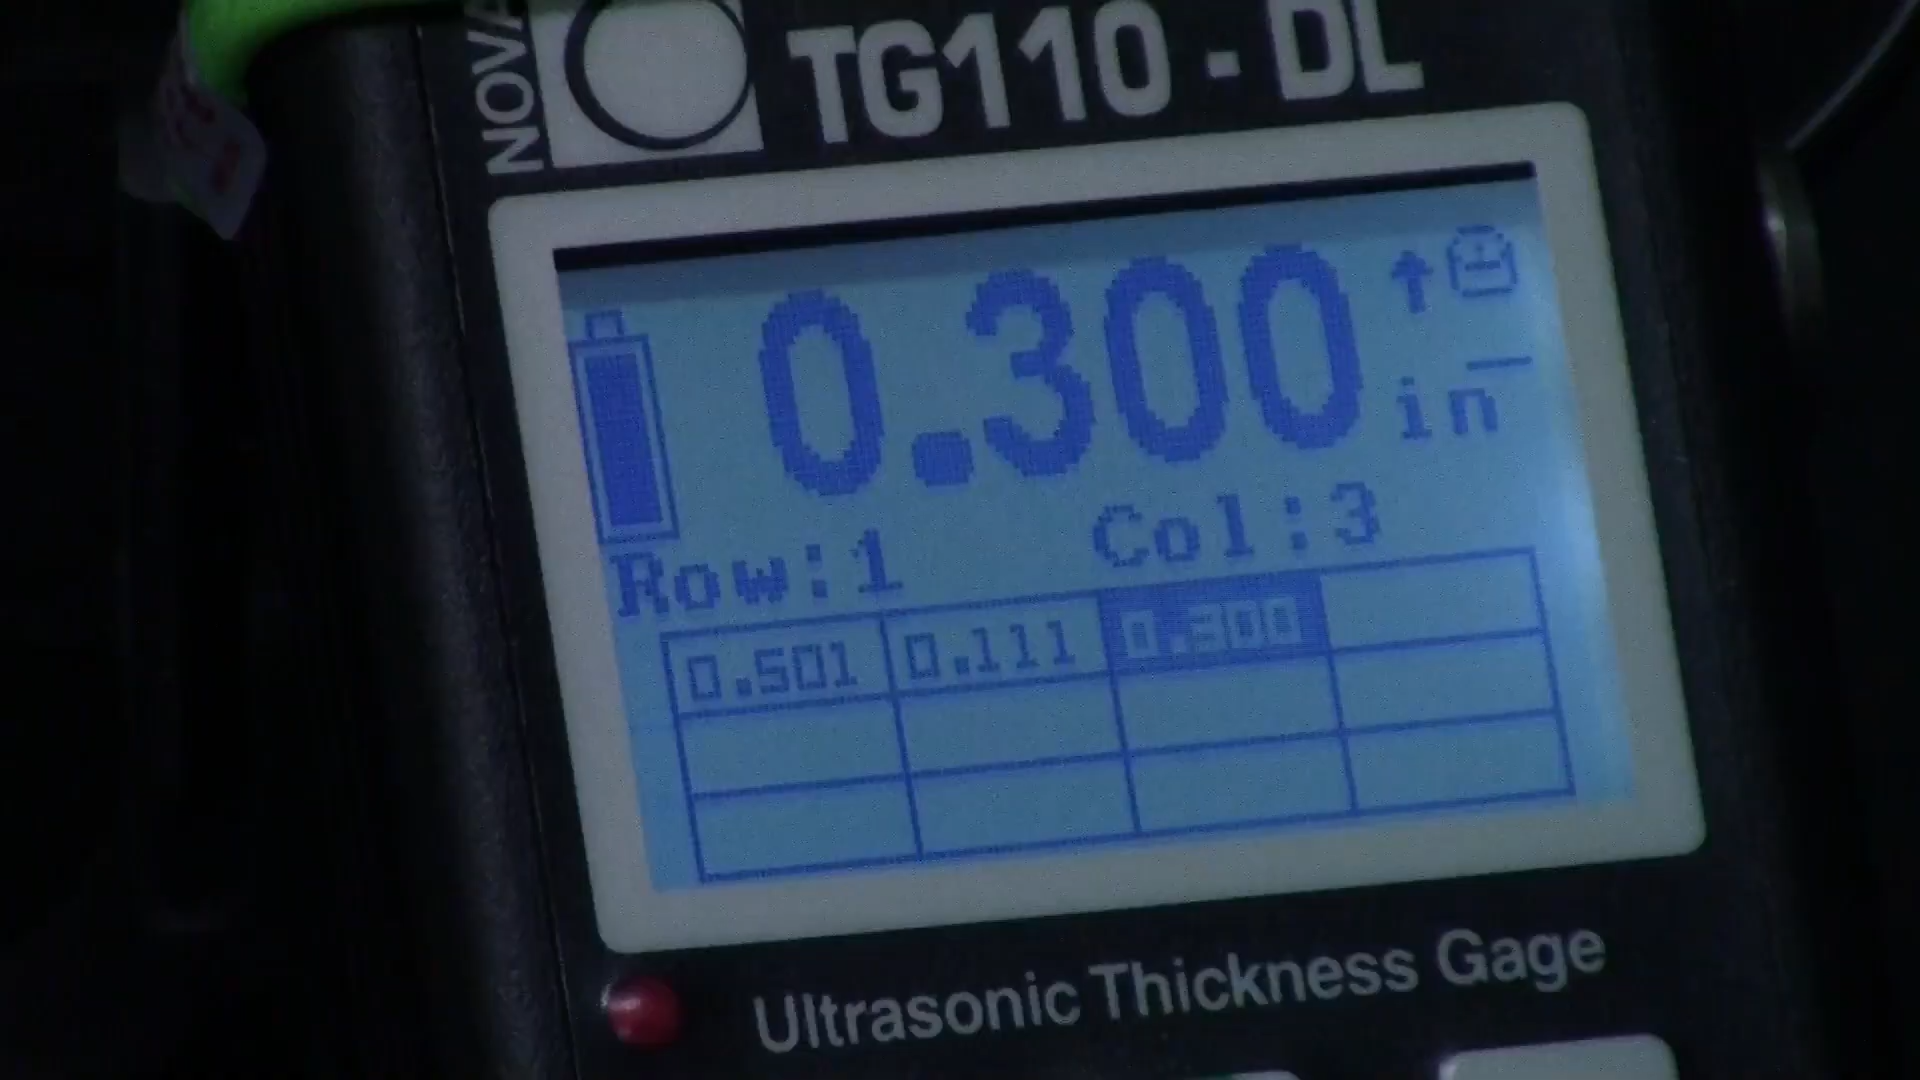 NOVA
TG110-DL
0.300 in
Row:1 Col:3
0.501 0.111 0.300
Ultrasonic Thickness Gage